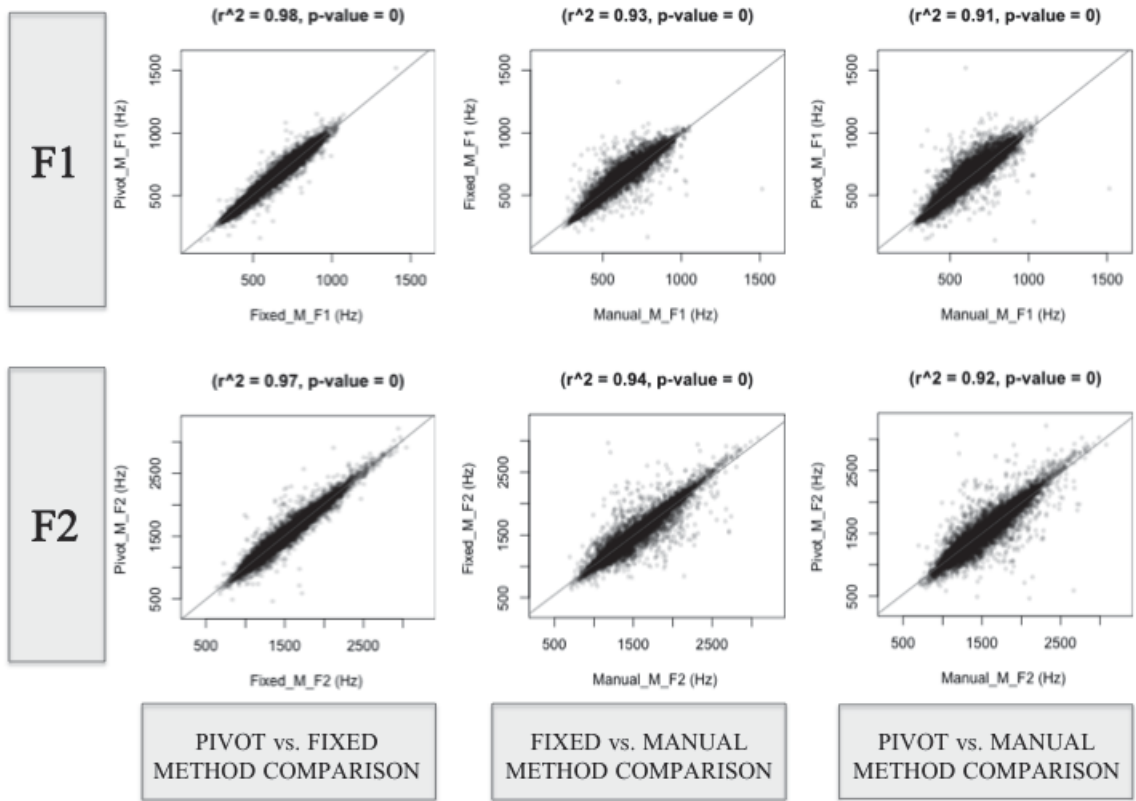 F1
(r^2 = 0.98, p-value = 0)
Pivot_M_F1 (Hz)
1500
1000
500
500 1000 1500
Fixed_M_F1 (Hz)
(r^2 = 0.93, p-value = 0)
Fixed_M_F1 (Hz)
1500
1000
500
500 1000 1500
Manual_M_F1 (Hz)
(r^2 = 0.91, p-value = 0)
Pivot_M_F1 (Hz)
1500
1000
500
500 1000 1500
Manual_M_F1 (Hz)
F2
(r^2 = 0.97, p-value = 0)
Pivot_M_F2 (Hz)
2500
1500
500
500 1500 2500
Fixed_M_F2 (Hz)
(r^2 = 0.94, p-value = 0)
Fixed_M_F2 (Hz)
2500
1500
500
500 1500 2500
Manual_M_F2 (Hz)
(r^2 = 0.92, p-value = 0)
Pivot_M_F2 (Hz)
2500
1500
500
500 1500 2500
Manual_M_F2 (Hz)
PIVOT vs. FIXED
METHOD COMPARISON
FIXED vs. MANUAL
METHOD COMPARISON
PIVOT vs. MANUAL
METHOD COMPARISON